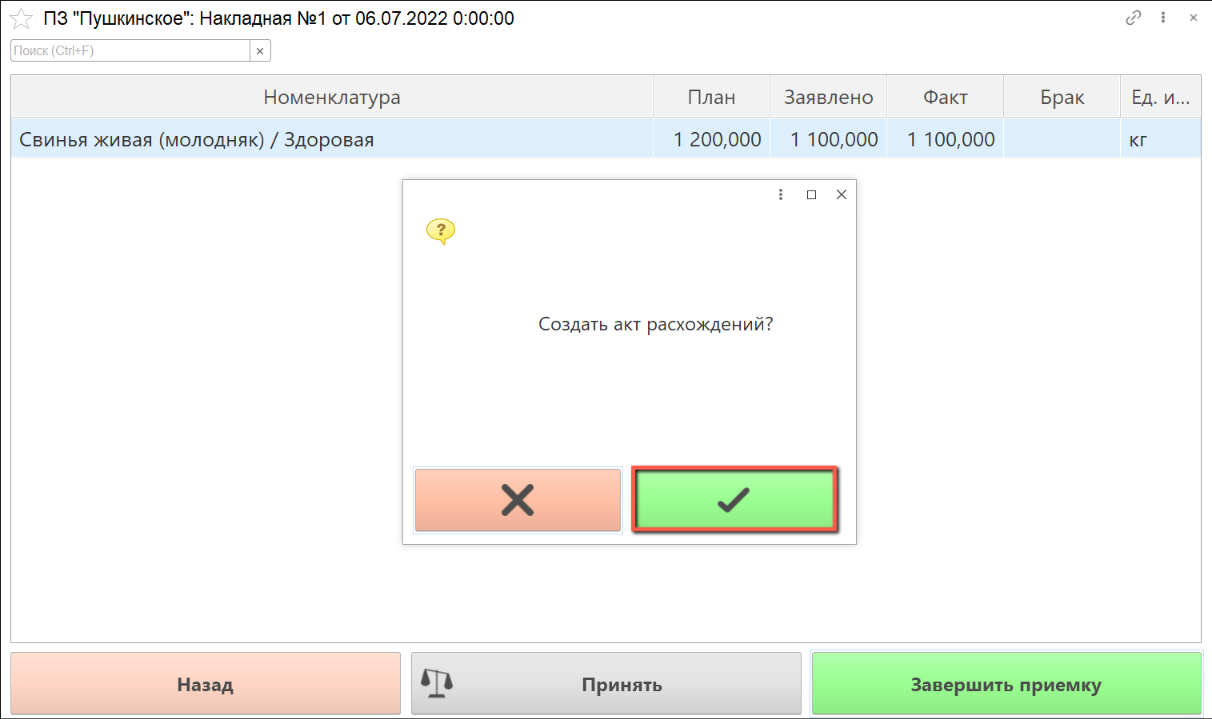 ПЗ "Пушкинское": Накладная №1 от 06.07.2022 0:00:00
Поиск (Ctrl+F)
Номенклатура План Заявлено Факт Брак Ед. и...
Свинья живая (молодняк) / Здоровая 1 200,000 1 100,000 1 100,000 кг
Создать акт расхождений?
Назад Принять Завершить приемку